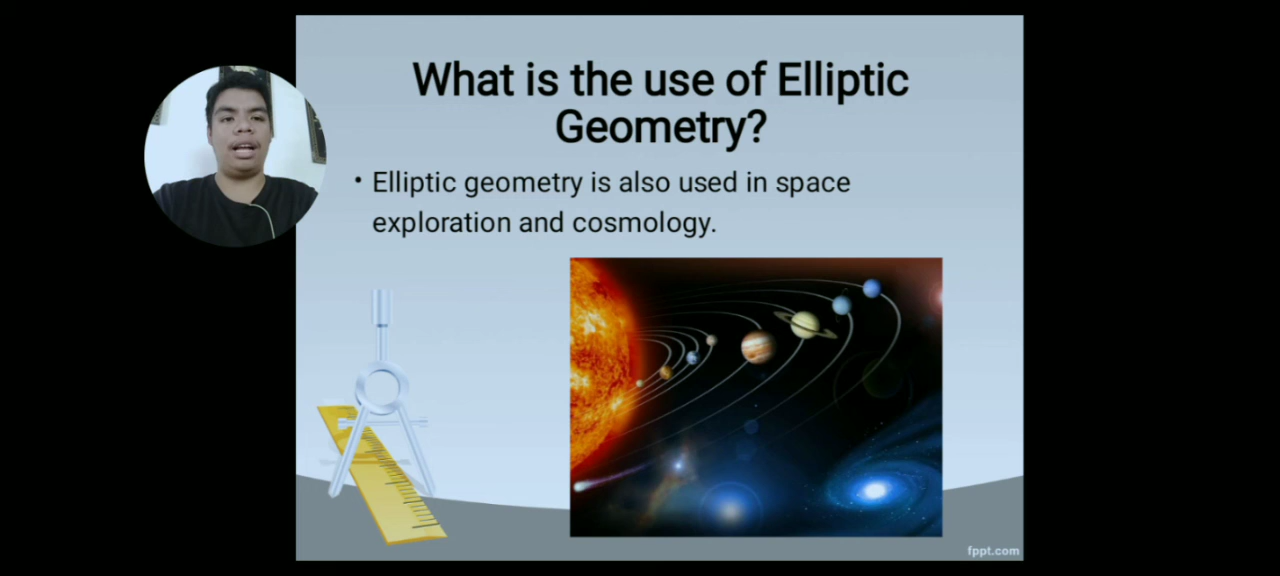 What is the use of Elliptic
Geometry?
• Elliptic geometry is also used in space
exploration and cosmology.
fppt.com